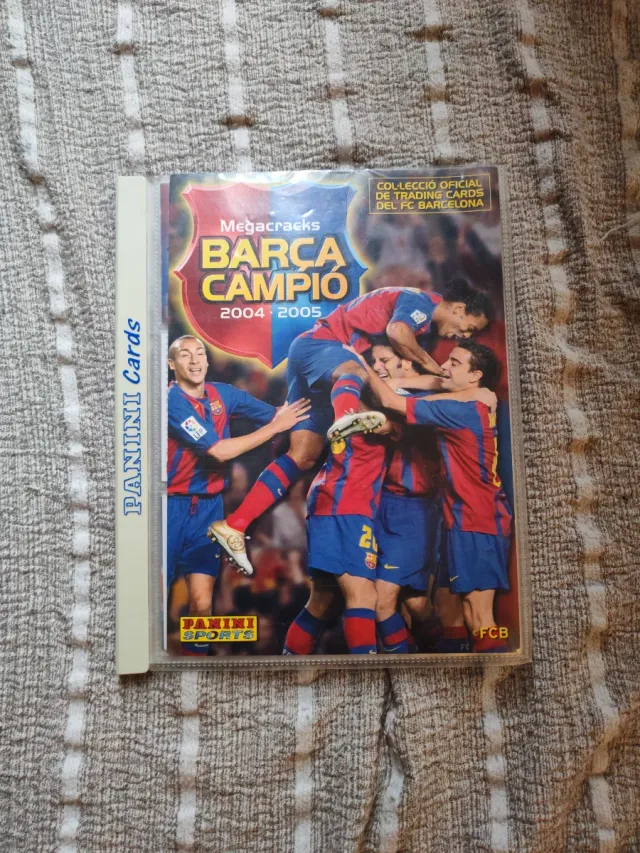 COL·LECCIÓ OFICIAL
DE TRADING CARDS
DEL FC BARCELONA
Megacracks
BARÇA
CAMPIÓ
2004 · 2005
PANINI Cards
PANINI
SPORTS
©FCB